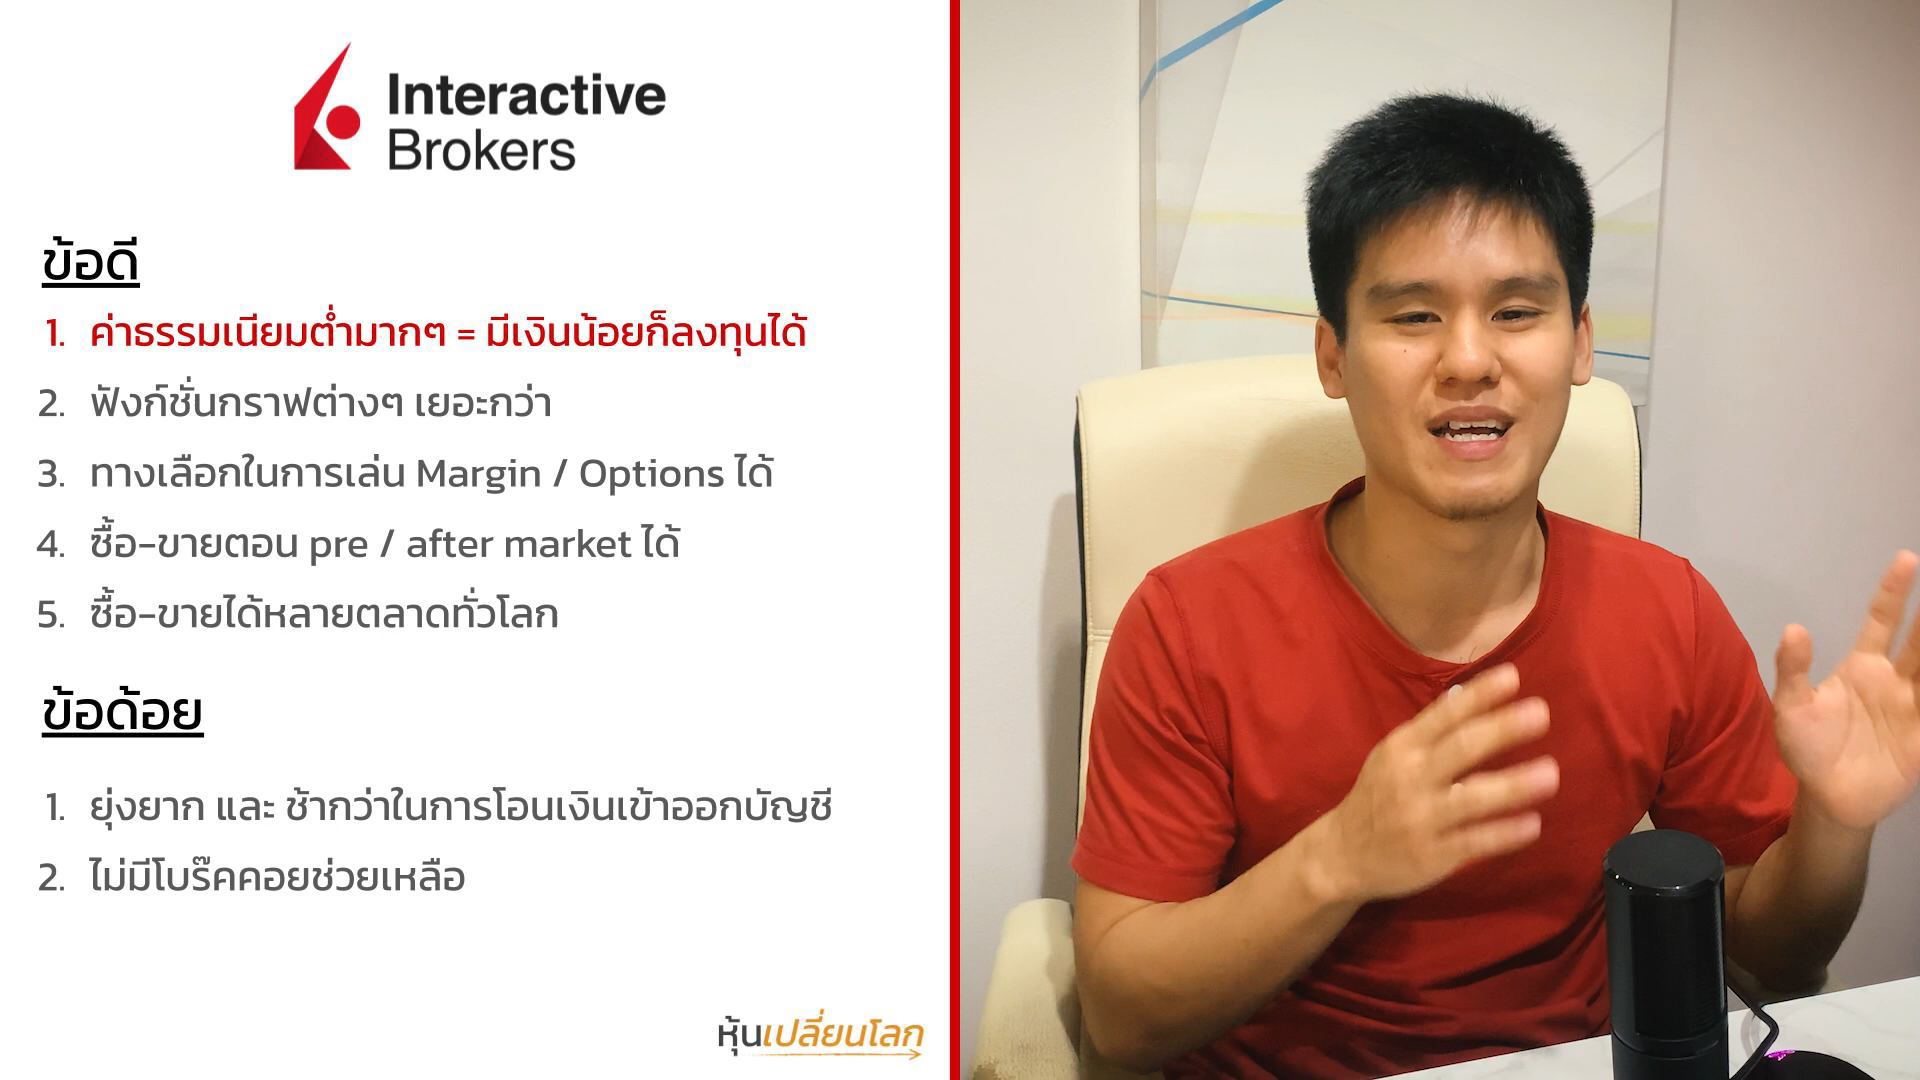 Interactive
Brokers
ข้อดี
1. ค่าธรรมเนียมต่ำมากๆ = มีเงินน้อยก็ลงทุนได้
2. ฟังก์ชั่นกราฟต่างๆ เยอะกว่า
3. ทางเลือกในการเล่น Margin / Options ได้
4. ซื้อ-ขายตอน pre / after market ได้
5. ซื้อ-ขายได้หลายตลาดทั่วโลก
ข้อด้อย
1. ยุ่งยาก และ ช้ากว่าในการโอนเงินเข้าออกบัญชี
2. ไม่มีโบร๊คคอยช่วยเหลือ
หุ้นเปลี่ยนโลก